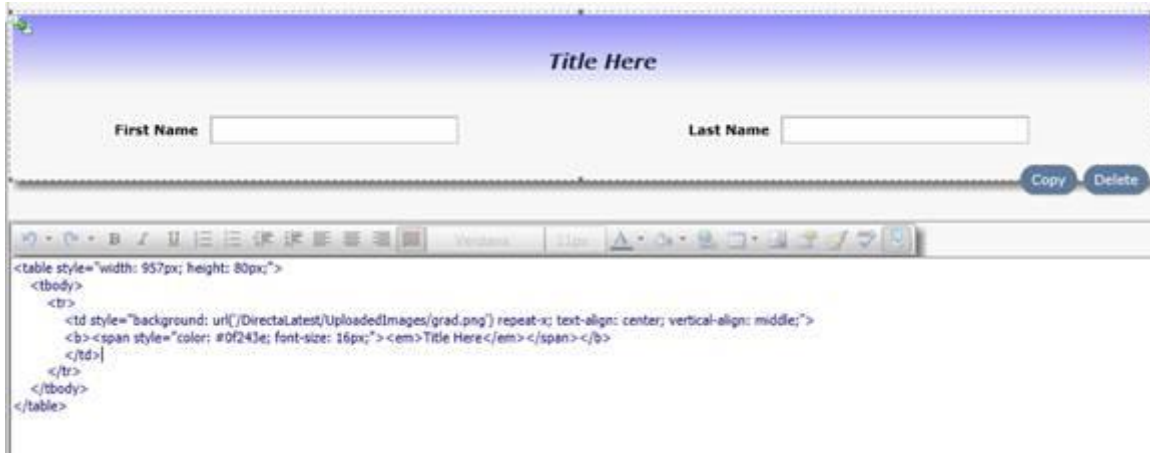 Title Here
First Name Last Name
Copy Delete
Verdana 11px
<table style="width: 957px; height: 80px;">
<tbody>
<tr>
<td style="background: url('/DirectaLatest/UploadedImages/grad.png') repeat-x; text-align: center; vertical-align: middle;">
<b><span style="color: #0f243e; font-size: 16px;"><em>Title Here</em></span></b>
</td>
</tr>
</tbody>
</table>